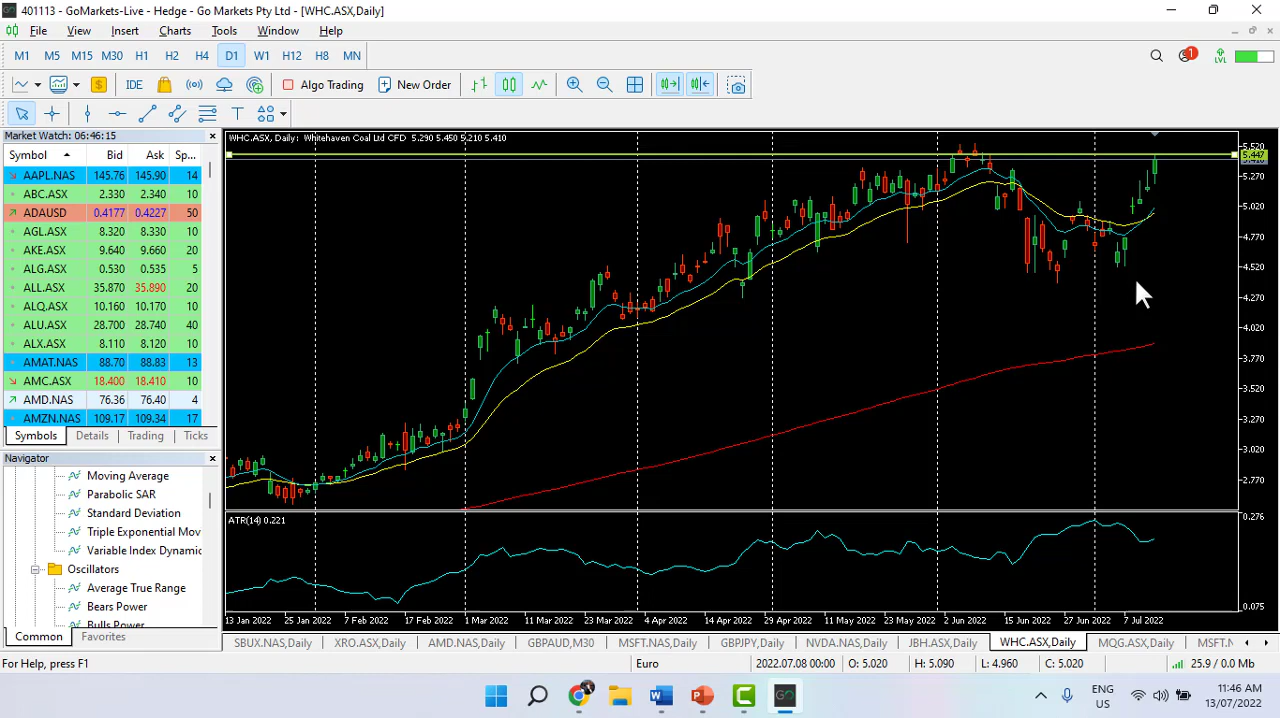 401113 - GoMarkets-Live - Hedge - Go Markets Pty Ltd - [WHC.ASX,Daily]
File View Insert Charts Tools Window Help
M1 M5 M15 M30 H1 H2 H4 D1 W1 H12 H8 MN
1 LVL
IDE Algo Trading New Order
Market Watch: 06:46:15
Symbol Bid Ask Sp...
AAPL.NAS 145.76 145.90 14
ABC.ASX 2.330 2.340 10
ADAUSD 0.4177 0.4227 50
AGL.ASX 8.320 8.330 10
AKE.ASX 9.640 9.660 20
ALG.ASX 0.530 0.535 5
ALL.ASX 35.870 35.890 20
ALQ.ASX 10.160 10.170 10
ALU.ASX 28.700 28.740 40
ALX.ASX 8.110 8.120 10
AMAT.NAS 88.70 88.83 13
AMC.ASX 18.400 18.410 10
AMD.NAS 76.36 76.40 4
AMZN.NAS 109.17 109.34 17
Symbols Details Trading Ticks
Navigator
Moving Average
Parabolic SAR
Standard Deviation
Triple Exponential Mov
Variable Index Dynamic
Oscillators
Average True Range
Bears Power
Bulls Power
Common Favorites
WHC.ASX, Daily: Whitehaven Coal Ltd CFD 5.290 5.450 5.210 5.410
5.520
5.447
5.270
5.020
4.770
4.520
4.270
4.020
3.770
3.520
3.270
3.020
2.770
ATR(14) 0.221
0.276
0.075
13 Jan 2022 25 Jan 2022 7 Feb 2022 17 Feb 2022 1 Mar 2022 11 Mar 2022 23 Mar 2022 4 Apr 2022 14 Apr 2022 29 Apr 2022 11 May 2022 23 May 2022 2 Jun 2022 15 Jun 2022 27 Jun 2022 7 Jul 2022
SBUX.NAS,Daily XRO.ASX,Daily AMD.NAS,Daily GBPAUD,M30 MSFT.NAS,Daily GBPJPY,Daily NVDA.NAS,Daily JBH.ASX,Daily WHC.ASX,Daily MQG.ASX,Daily MSFT.N
For Help, press F1 Euro 2022.07.08 00:00 O: 5.020 H: 5.090 L: 4.960 C: 5.020 25.9 / 0.0 Mb
GO ENG US 11:46 AM 13/07/2022